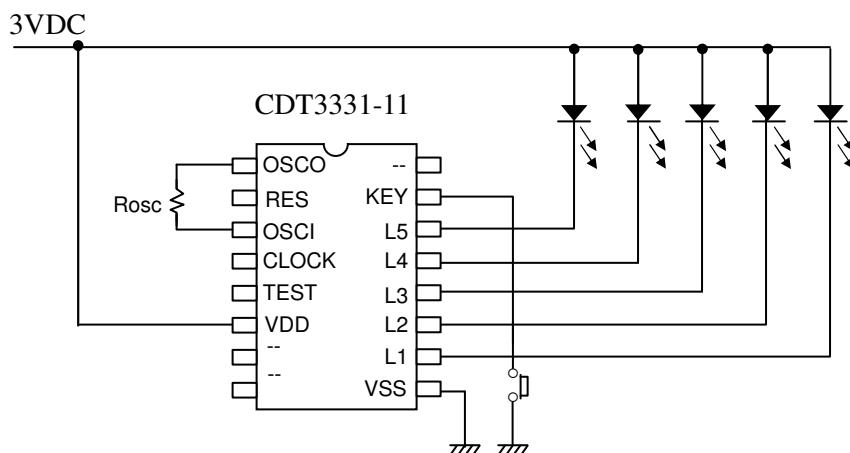 3VDC
CDT3331-11
OSCO
--
RES
KEY
Rosc
OSCI
L5
CLOCK
L4
TEST
L3
VDD
L2
--
L1
--
VSS